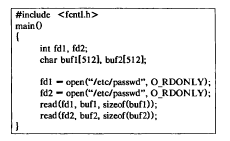 #include <fcntl.h>
main()
{
int fd1, fd2;
char buf1[512], buf2[512];
fd1 = open("/etc/passwd", O_RDONLY);
fd2 = open("/etc/passwd", O_RDONLY);
read(fd1, buf1, sizeof(buf1));
read(fd2, buf2, sizeof(buf2));
}